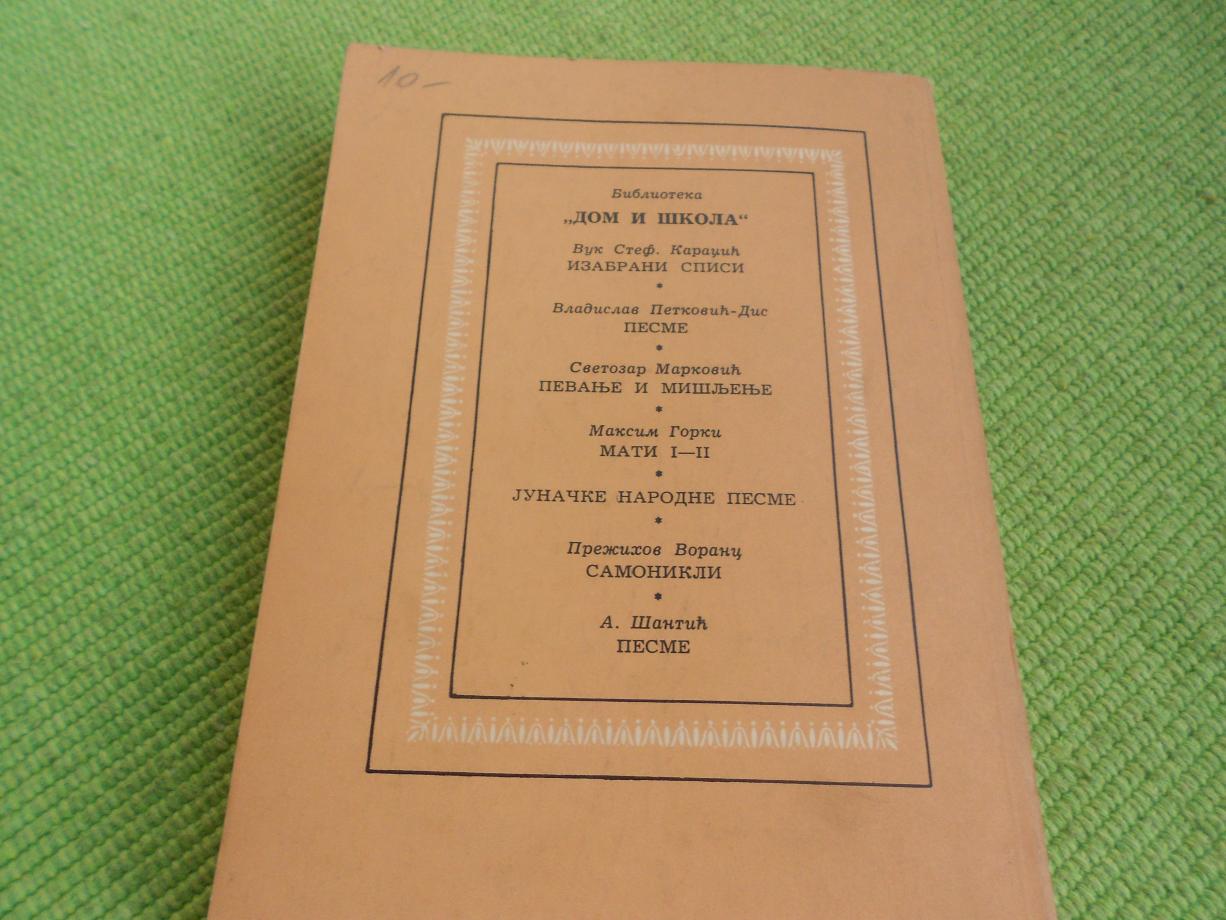 10-
Библиотека
„ДОМ И ШКОЛА“
Вук Стеф. Караџић
ИЗАБРАНИ СПИСИ
*
Владислав Петковић-Дис
ПЕСМЕ
*
Светозар Марковић
ПЕВАЊЕ И МИШЉЕЊЕ
*
Максим Горки
МАТИ I—II
*
ЈУНАЧКЕ НАРОДНЕ ПЕСМЕ
*
Прежихов Воранц
САМОНИКЛИ
*
А. Шантић
ПЕСМЕ